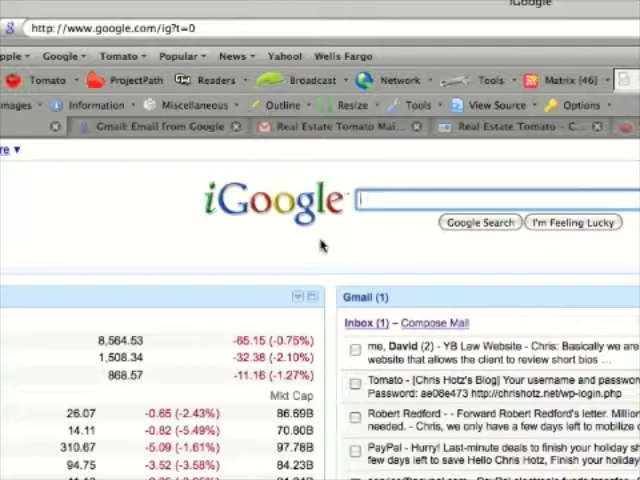 iGoogle
http://www.google.com/ig?t=0
pple Google Tomato Popular News Yahoo! Wells Fargo
Tomato ProjectPath Readers Broadcast Network Tools Matrix (46)
mages Information Miscellaneous Outline Resize Tools View Source Options
Gmail: Email from Google Real Estate Tomato Mai... Real Estate Tomato - C...
re
iGoogle
Google Search I'm Feeling Lucky
Gmail (1)
Inbox (1) – Compose Mail
8,564.53 -65.15 (-0.75%)
1,508.34 -32.38 (-2.10%)
868.57 -11.16 (-1.27%)
Mkt Cap
26.07 -0.65 (-2.43%) 86.69B
14.11 -0.82 (-5.49%) 70.80B
310.67 -5.09 (-1.61%) 97.78B
94.75 -3.52 (-3.58%) 84.23B
me, David (2) - YB Law Website - Chris: Basically we are
website that allows the client to review short bios ...
Tomato - [Chris Hotz's Blog] Your username and passwor
Password: ae08e473 http://chrishotz.net/wp-login.php
Robert Redford - - Forward Robert Redford's letter. Million
needed. - Chris, we only have a few days left to mobilize
PayPal - Hurry! Last-minute deals to finish your holiday sh
few days left to save Hello Chris Hotz, Finish your holiday